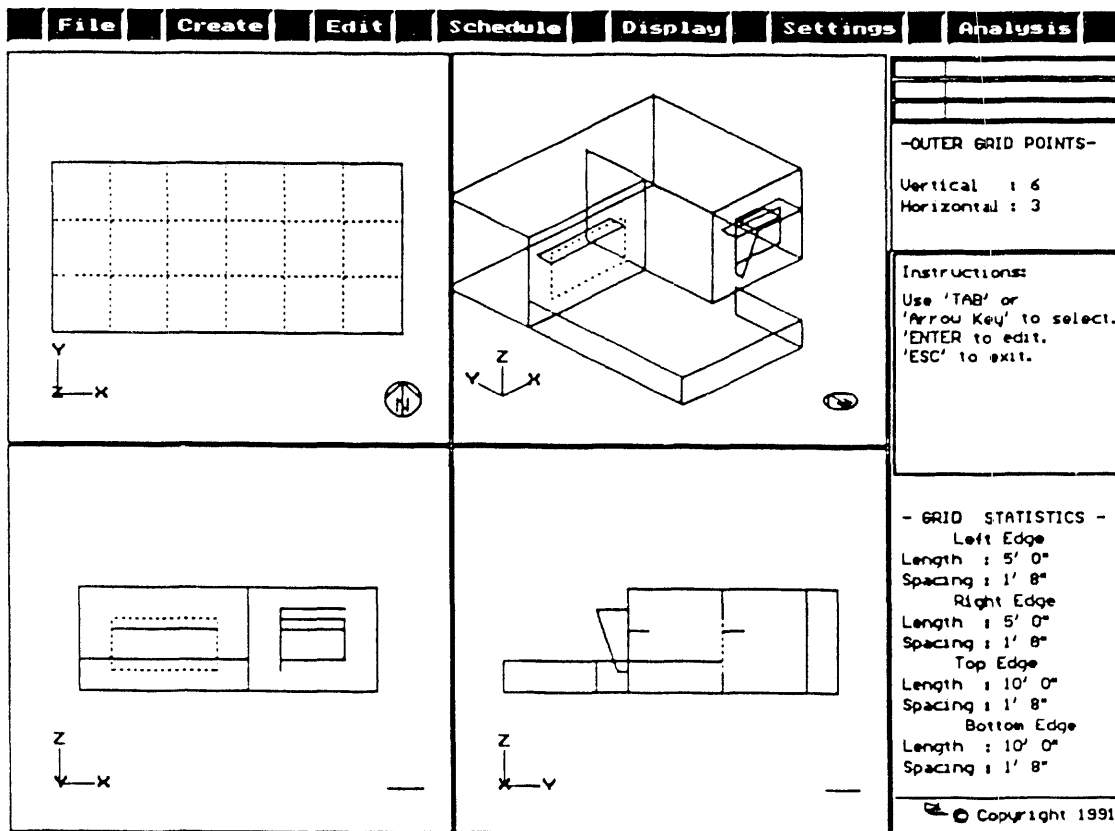 File Create Edit Schedule Display Settings Analysis
-OUTER GRID POINTS-
Vertical : 6
Horizontal : 3
Instructions:
Use 'TAB' or
'Arrow Key' to select.
'ENTER to edit.
'ESC' to exit.
Y
Z X
N
Z
Y X
- GRID STATISTICS -
Left Edge
Length : 5' 0"
Spacing : 1' 8"
Right Edge
Length : 5' 0"
Spacing : 1' 8"
Top Edge
Length : 10' 0"
Spacing : 1' 8"
Bottom Edge
Length : 10' 0"
Spacing : 1' 8"
Z
Y X
Z
X Y
© Copyright 1991